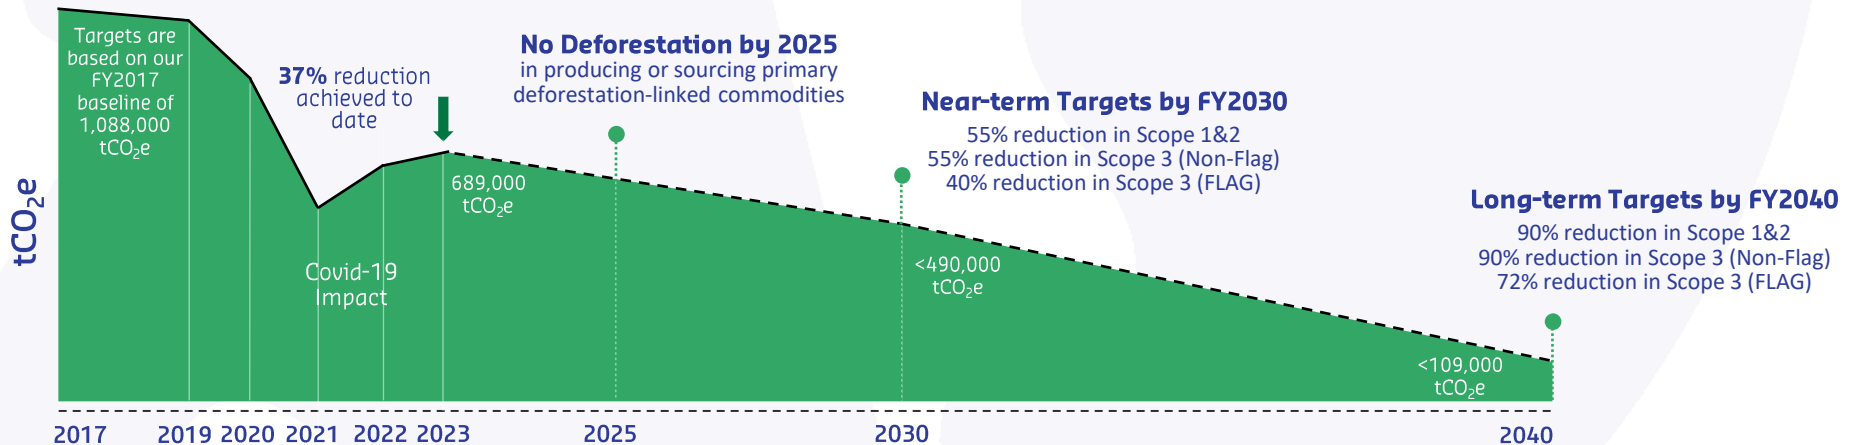 Targets are
based on our
FY2017
baseline of
1,088,000
tCO₂e
37% reduction
achieved to
date
No Deforestation by 2025
in producing or sourcing primary
deforestation-linked commodities
Near-term Targets by FY2030
55% reduction in Scope 1&2
55% reduction in Scope 3 (Non-Flag)
40% reduction in Scope 3 (FLAG)
Long-term Targets by FY2040
90% reduction in Scope 1&2
90% reduction in Scope 3 (Non-Flag)
72% reduction in Scope 3 (FLAG)
tCO₂e
689,000
tCO₂e
Covid-19
Impact
<490,000
tCO₂e
<109,000
tCO₂e
2017 2019 2020 2021 2022 2023 2025 2030 2040